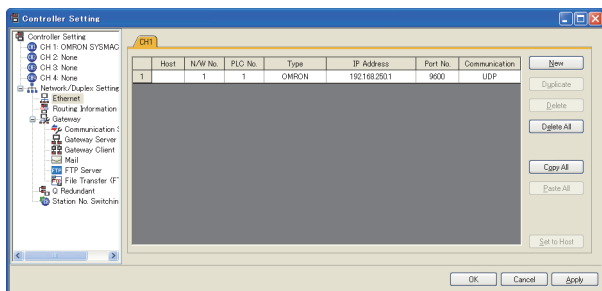 Controller Setting
Controller Setting
CH 1: OMRON SYSMAC
CH 2: None
CH 3: None
CH 4: None
Network/Duplex Setting
Ethernet
Routing Information
Gateway
Communication
Gateway Server
Gateway Client
Mail
FTP Server
File Transfer (F
Q Redundant
Station No. Switchin
CH1
Host N/W No. PLC No. Type IP Address Port No. Communication
1 1 1 OMRON 192.168.250.1 9600 UDP
New
Duplicate
Delete
Delete All
Copy All
Paste All
Set to Host
OK Cancel Apply